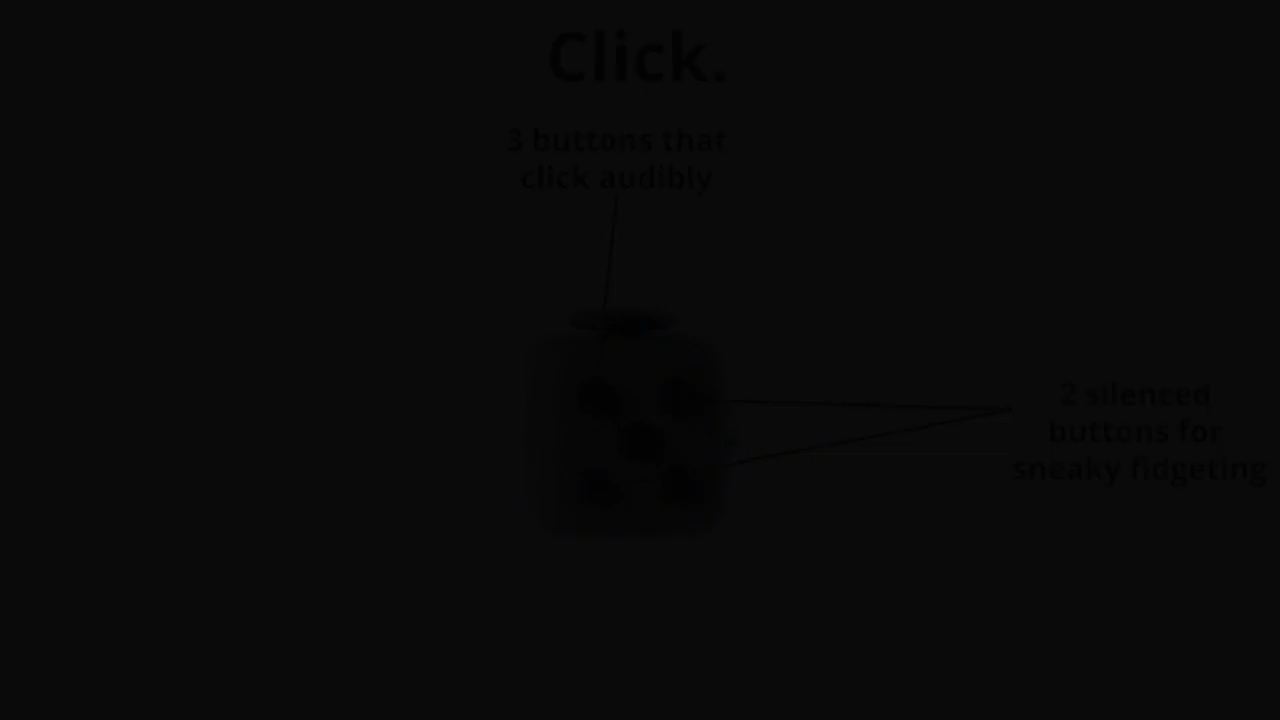 Click.
3 buttons that
click audibly
2 silenced
buttons for
sneaky fidgeting